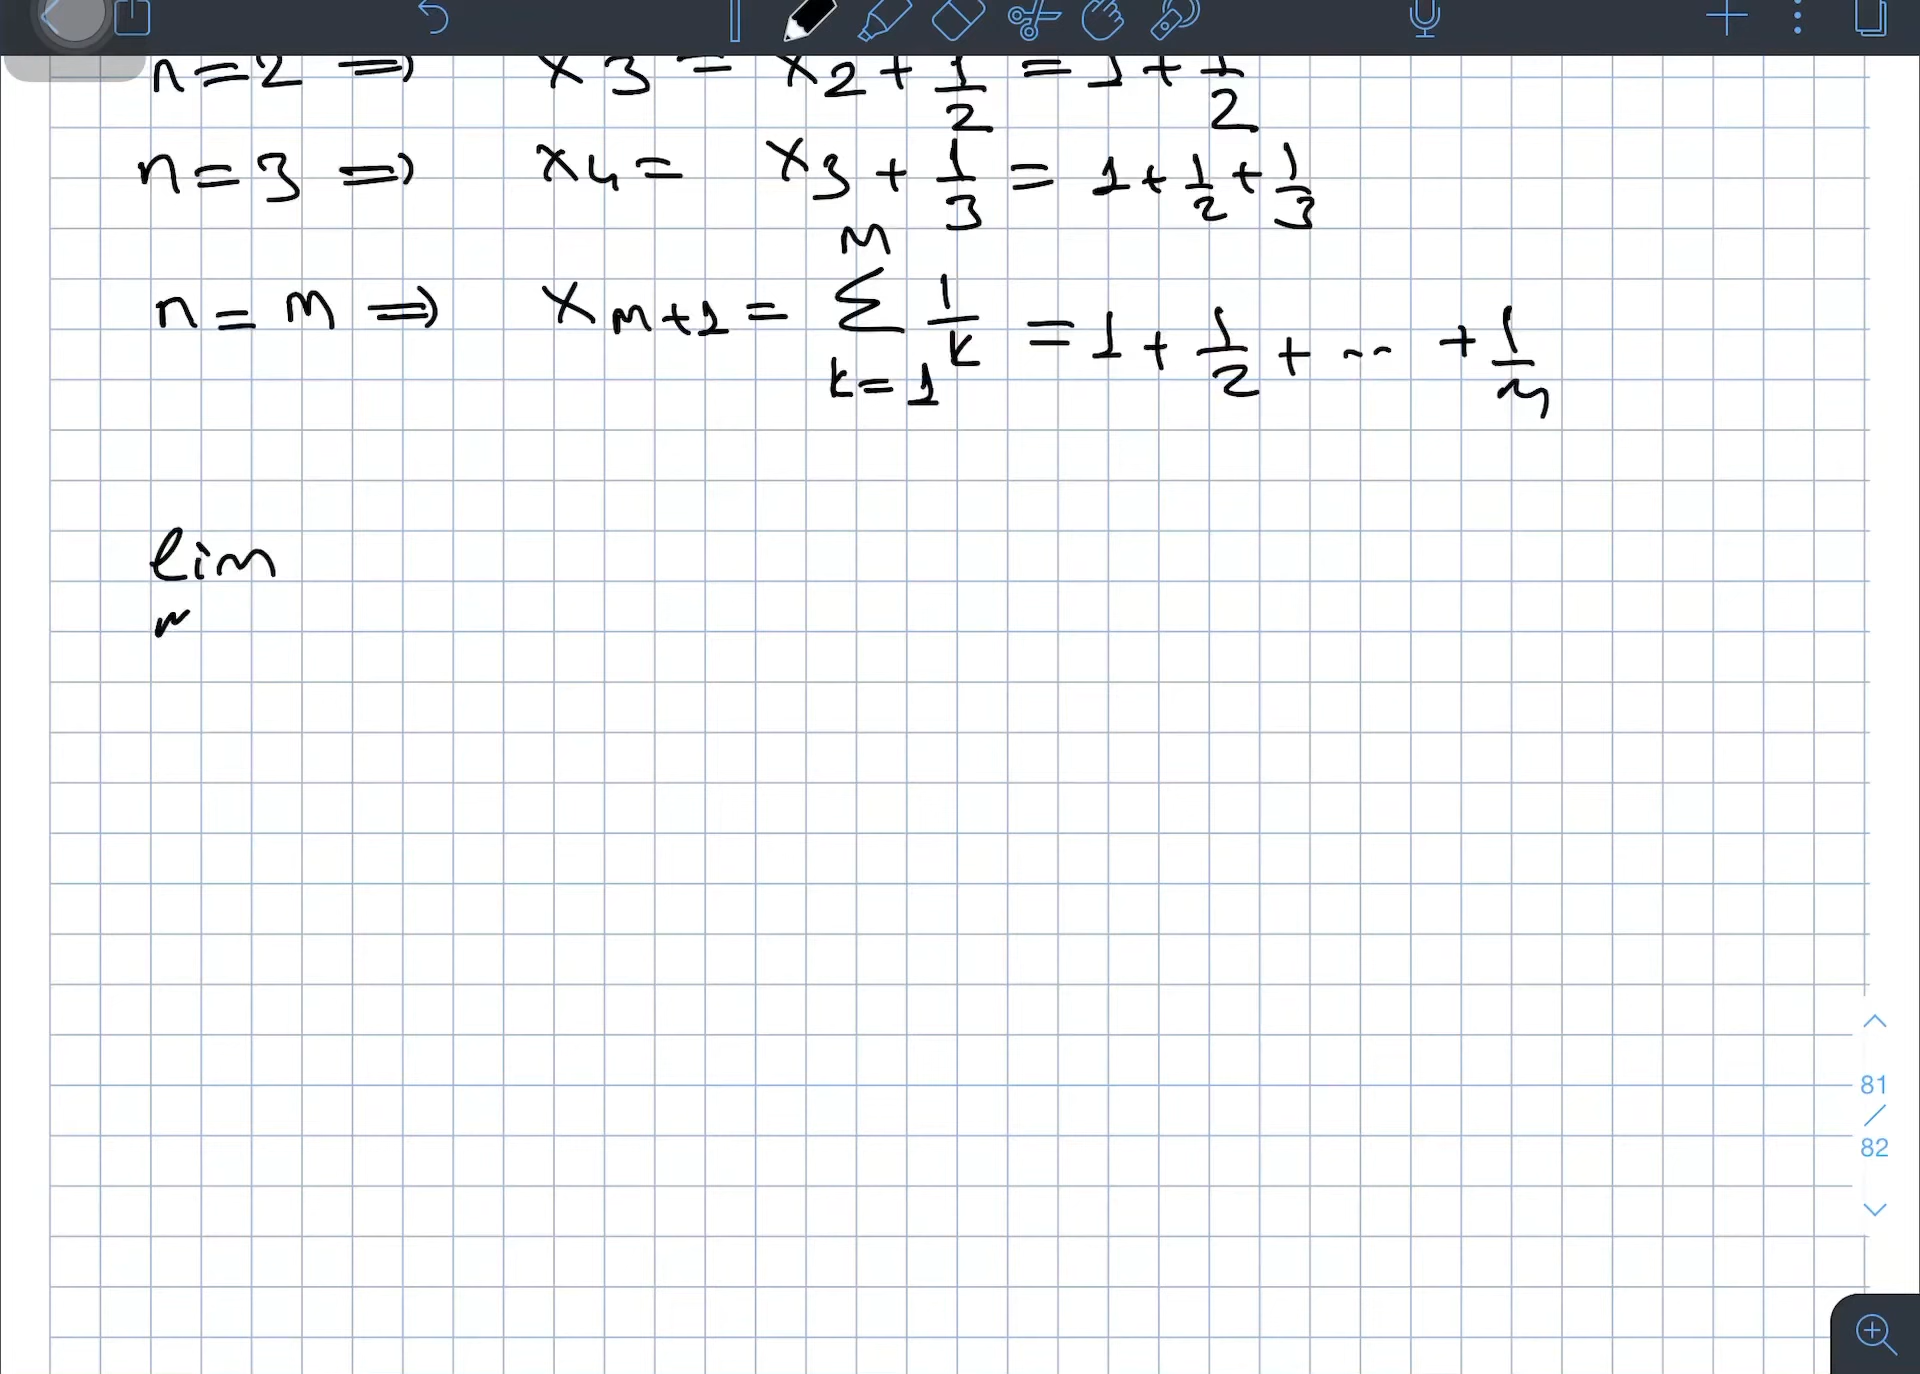 n=2 ⇒ x3 = x2 + 1/2 = 1 + 1/2
n=3 ⇒ x4 = x3 + 1/3 = 1 + 1/2 + 1/3
n = m ⇒ x_{m+1} = ∑_{k=1}^{m} 1/k = 1 + 1/2 + ... + 1/m
lim
n
81
/
82